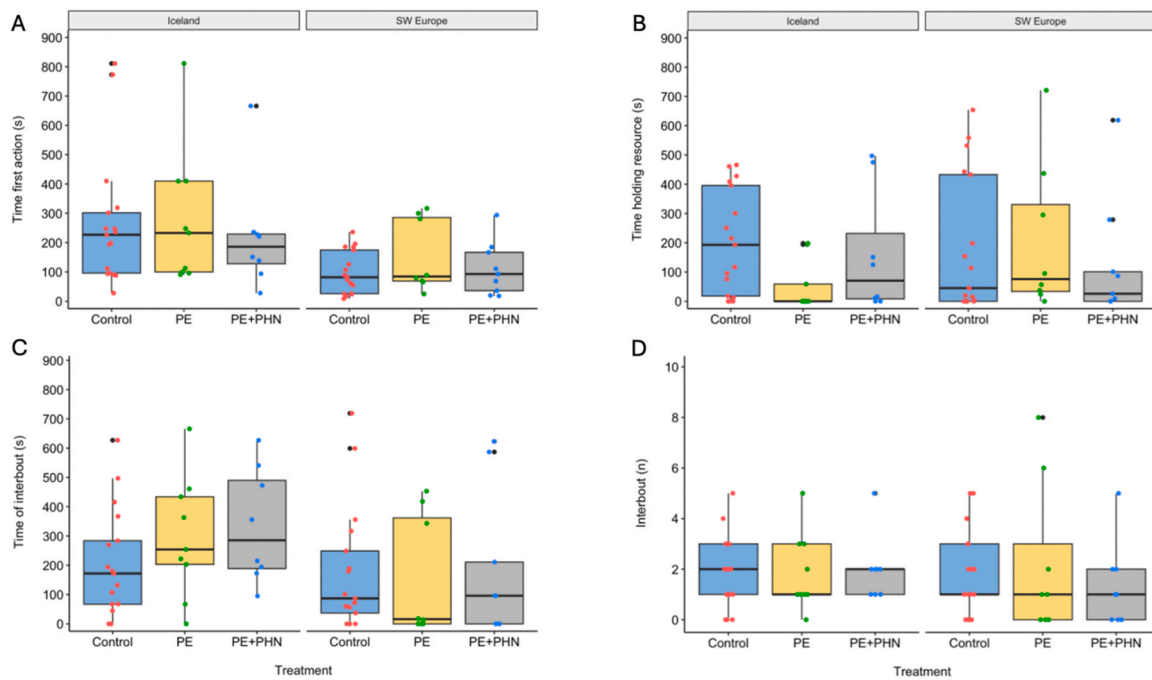 A
Iceland
SW Europe
Time first action (s)
900
800
700
600
500
400
300
200
100
0
Control
PE
PE+PHN
Control
PE
PE+PHN
B
Iceland
SW Europe
Time holding resource (s)
900
800
700
600
500
400
300
200
100
0
Control
PE
PE+PHN
Control
PE
PE+PHN
C
Time of interbout (s)
900
800
700
600
500
400
300
200
100
0
Control
PE
PE+PHN
Control
PE
PE+PHN
Treatment
D
Interbout (n)
10
8
6
4
2
0
Control
PE
PE+PHN
Control
PE
PE+PHN
Treatment